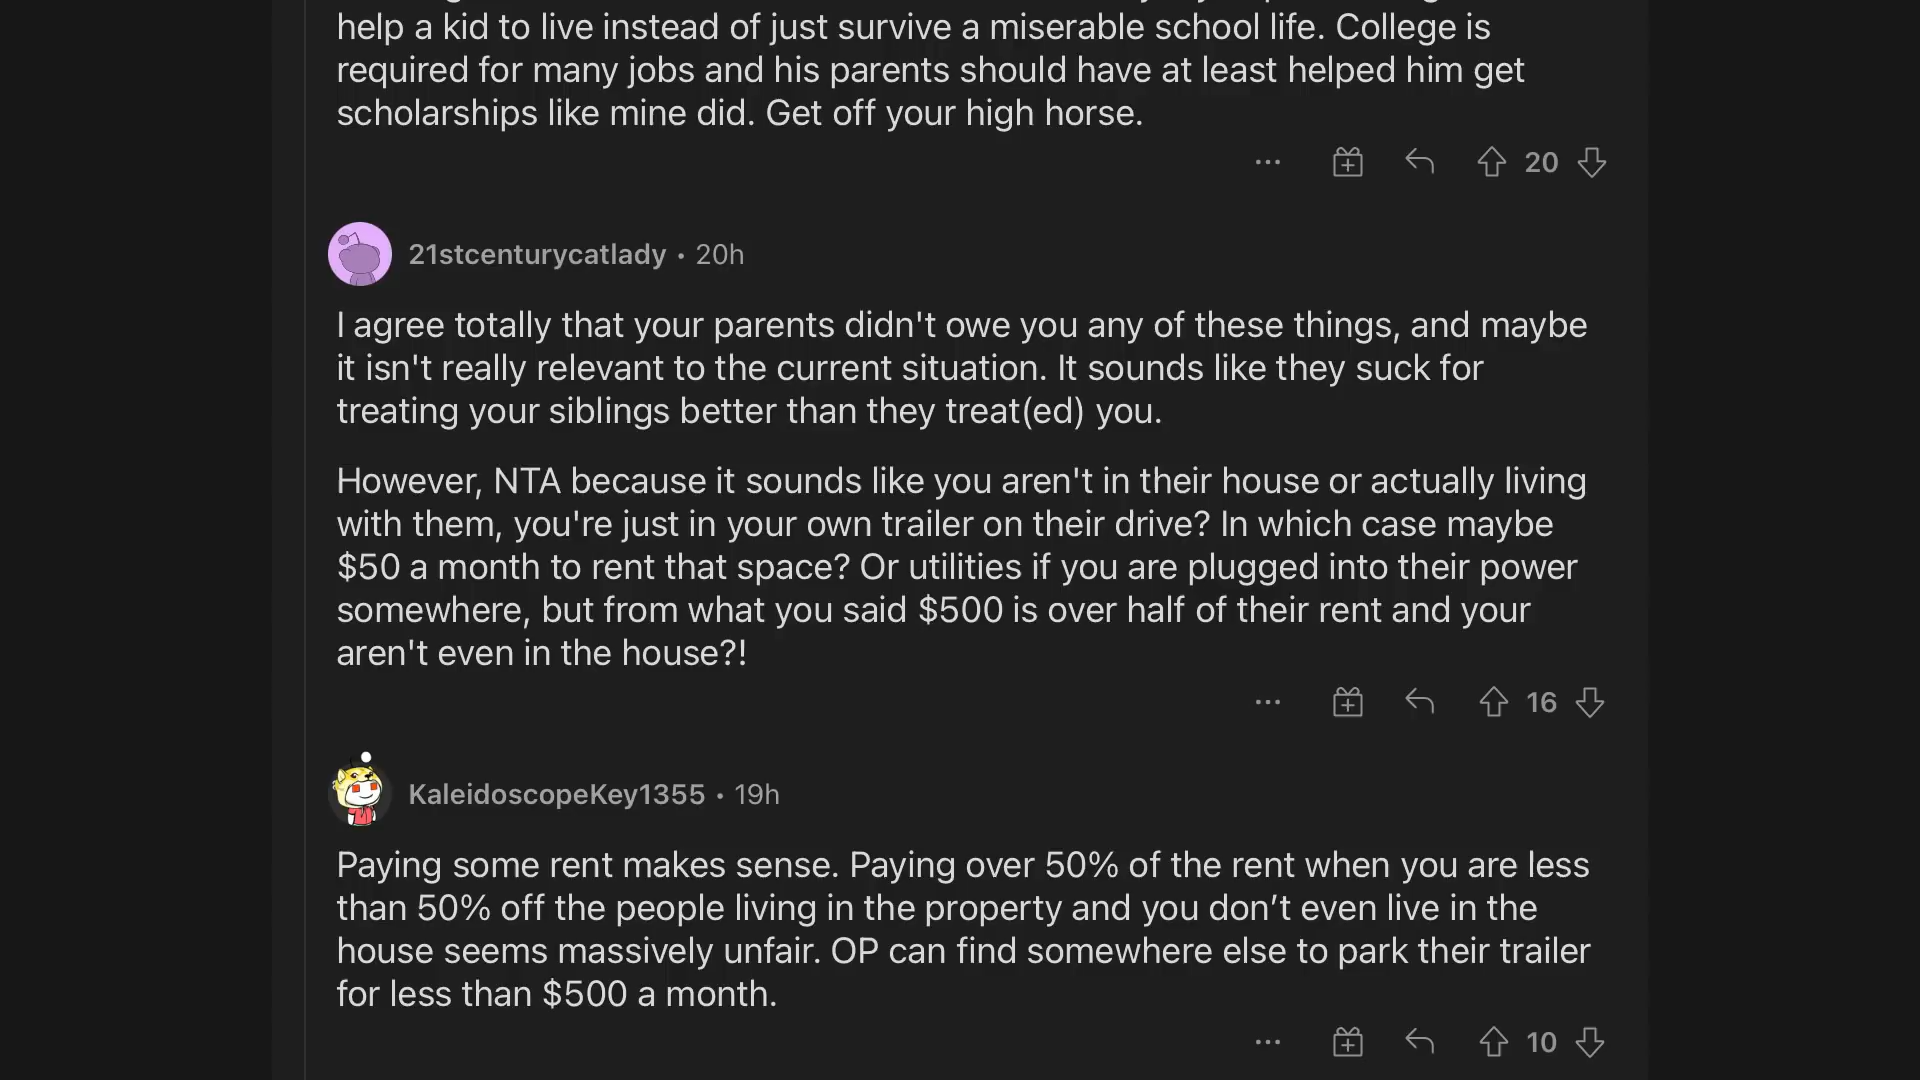 help a kid to live instead of just survive a miserable school life. College is
required for many jobs and his parents should have at least helped him get
scholarships like mine did. Get off your high horse.
20
21stcenturycatlady • 20h
I agree totally that your parents didn't owe you any of these things, and maybe
it isn't really relevant to the current situation. It sounds like they suck for
treating your siblings better than they treat(ed) you.
However, NTA because it sounds like you aren't in their house or actually living
with them, you're just in your own trailer on their drive? In which case maybe
$50 a month to rent that space? Or utilities if you are plugged into their power
somewhere, but from what you said $500 is over half of their rent and your
aren't even in the house?!
16
KaleidoscopeKey1355 • 19h
Paying some rent makes sense. Paying over 50% of the rent when you are less
than 50% off the people living in the property and you don’t even live in the
house seems massively unfair. OP can find somewhere else to park their trailer
for less than $500 a month.
10